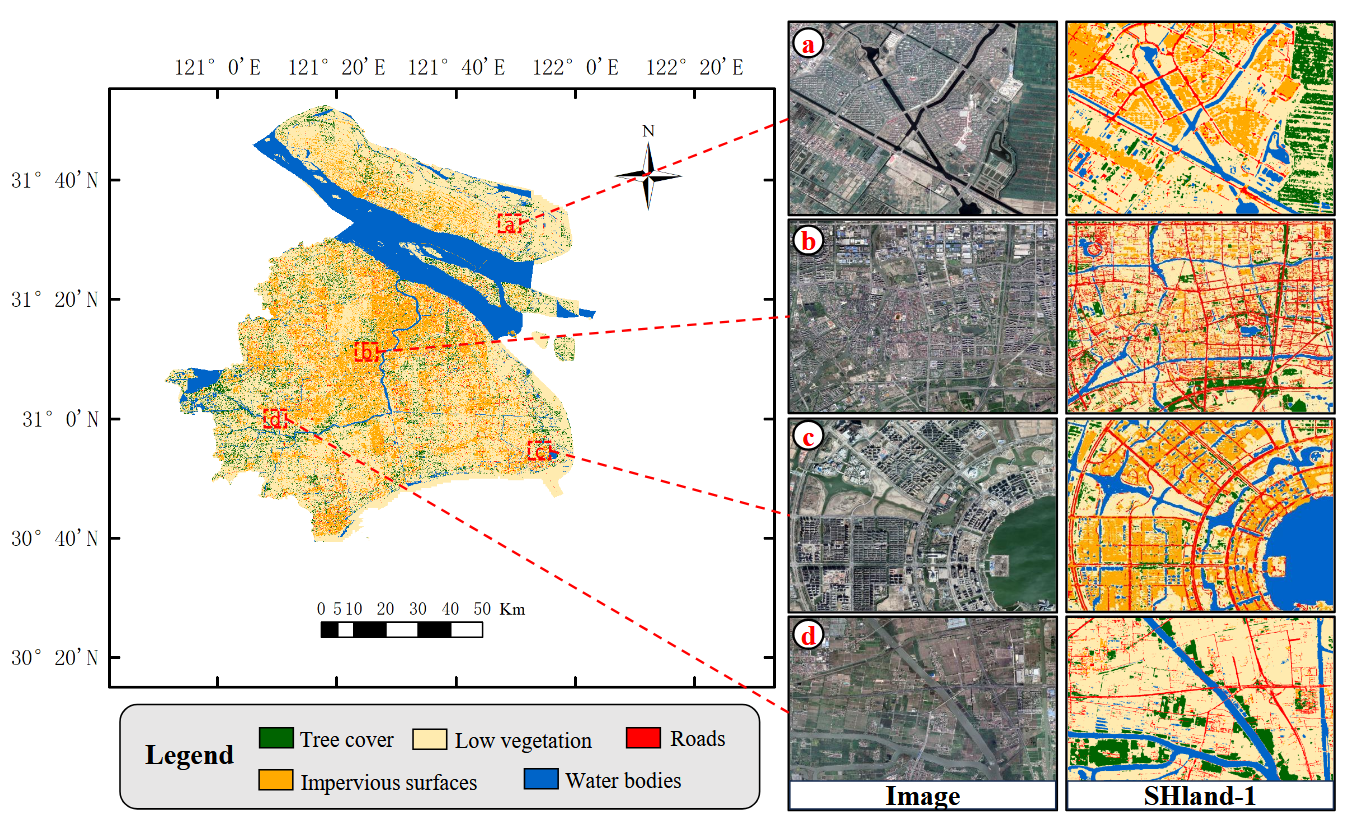 121° 0′E 121° 20′E 121° 40′E 122° 0′E 122° 20′E
31° 40′N
31° 20′N
31° 0′N
30° 40′N
30° 20′N
N
a
b
c
d
0 5 10 20 30 40 50 Km
Legend
Tree cover
Low vegetation
Roads
Impervious surfaces
Water bodies
a
b
c
d
Image
SHland-1